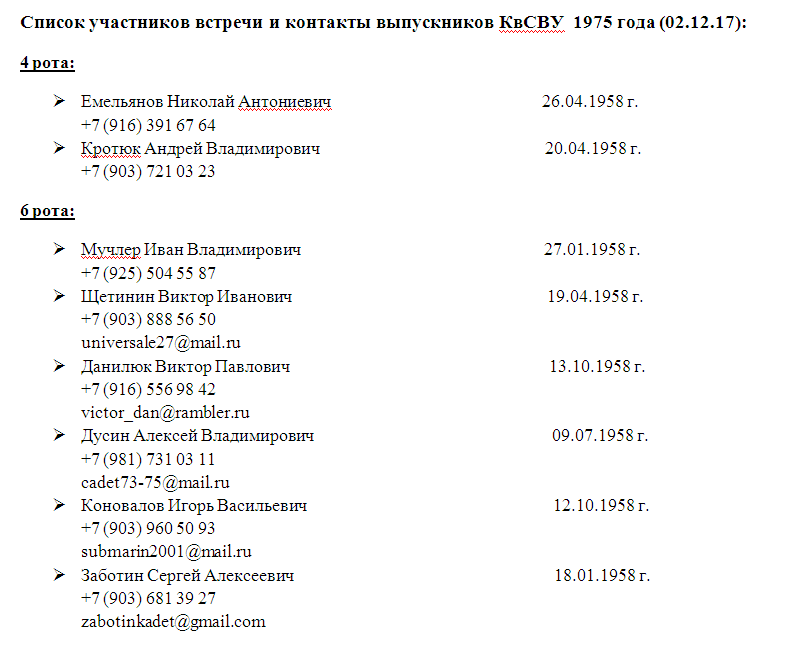 Список участников встречи и контакты выпускников КвСВУ 1975 года (02.12.17):
4 рота:
Емельянов Николай Антониевич 26.04.1958 г.
+7 (916) 391 67 64
Кротюк Андрей Владимирович 20.04.1958 г.
+7 (903) 721 03 23
6 рота:
Мучлер Иван Владимирович 27.01.1958 г.
+7 (925) 504 55 87
Щетинин Виктор Иванович 19.04.1958 г.
+7 (903) 888 56 50
universale27@mail.ru
Данилюк Виктор Павлович 13.10.1958 г.
+7 (916) 556 98 42
victor_dan@rambler.ru
Дусин Алексей Владимирович 09.07.1958 г.
+7 (981) 731 03 11
cadet73-75@mail.ru
Коновалов Игорь Васильевич 12.10.1958 г.
+7 (903) 960 50 93
submarin2001@mail.ru
Заботин Сергей Алексеевич 18.01.1958 г.
+7 (903) 681 39 27
zabotinkadet@gmail.com